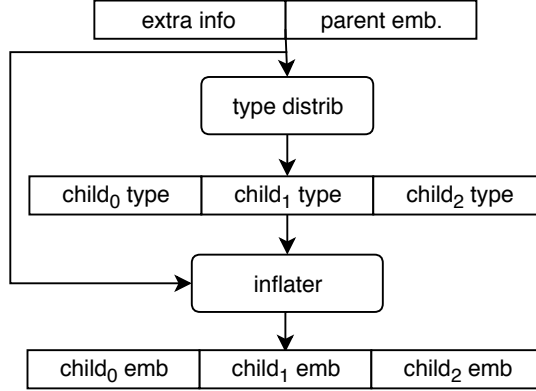 extra info parent emb.
type distrib
child₀ type child₁ type child₂ type
inflater
child₀ emb child₁ emb child₂ emb